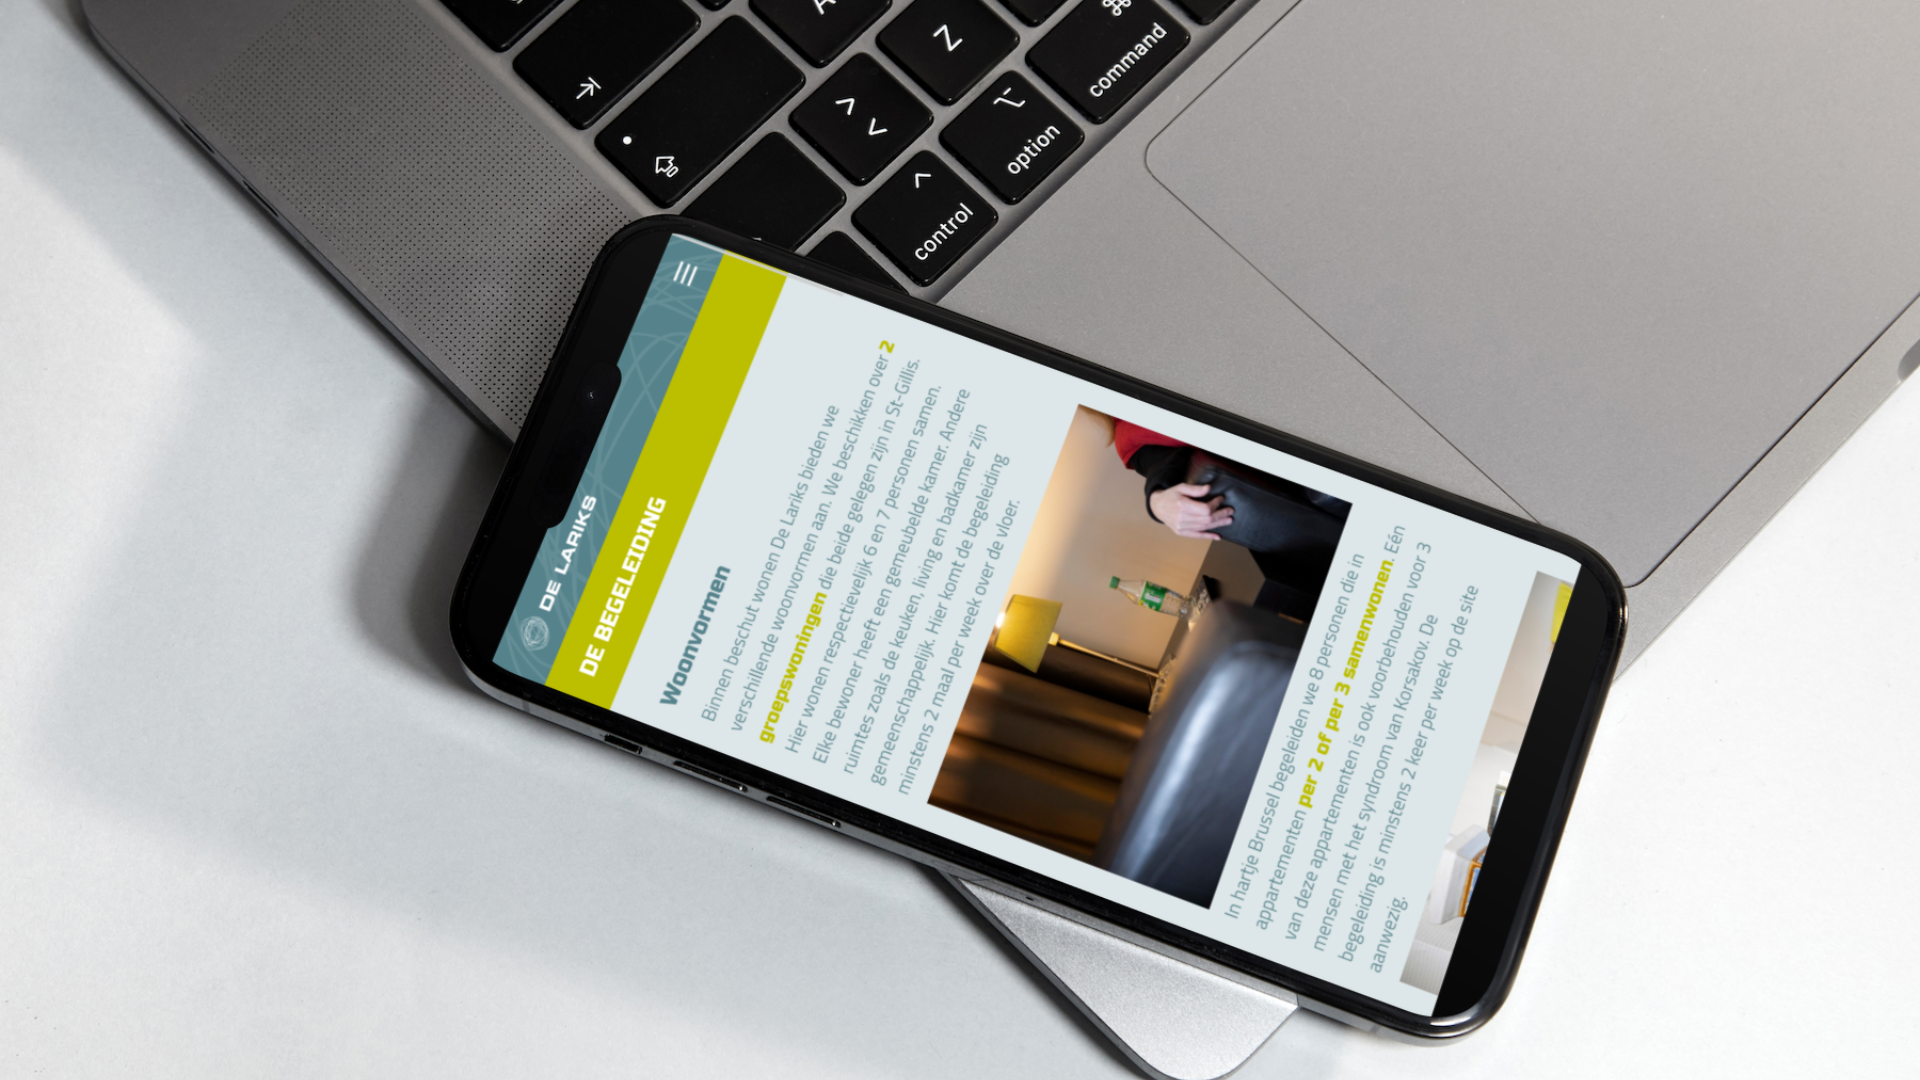 A
Z
⌘
command
option
control
DE LARIKS
DE BEGELEIDING
Woonvormen
Binnen beschut wonen De Lariks bieden we
verschillende woonvormen aan. We beschikken over 2
groepswoningen die beide gelegen zijn in St-Gillis.
Hier wonen respectievelijk 6 en 7 personen samen.
Elke bewoner heeft een gemeubelde kamer. Andere
ruimtes zoals de keuken, living en badkamer zijn
gemeenschappelijk. Hier komt de begeleiding
minstens 2 maal per week over de vloer.
In hartje Brussel begeleiden we 8 personen die in
appartementen per 2 of per 3 samenwonen. Eén
van deze appartementen is ook voorbehouden voor 3
mensen met het syndroom van Korsakov. De
begeleiding is minstens 2 keer per week op de site
aanwezig.